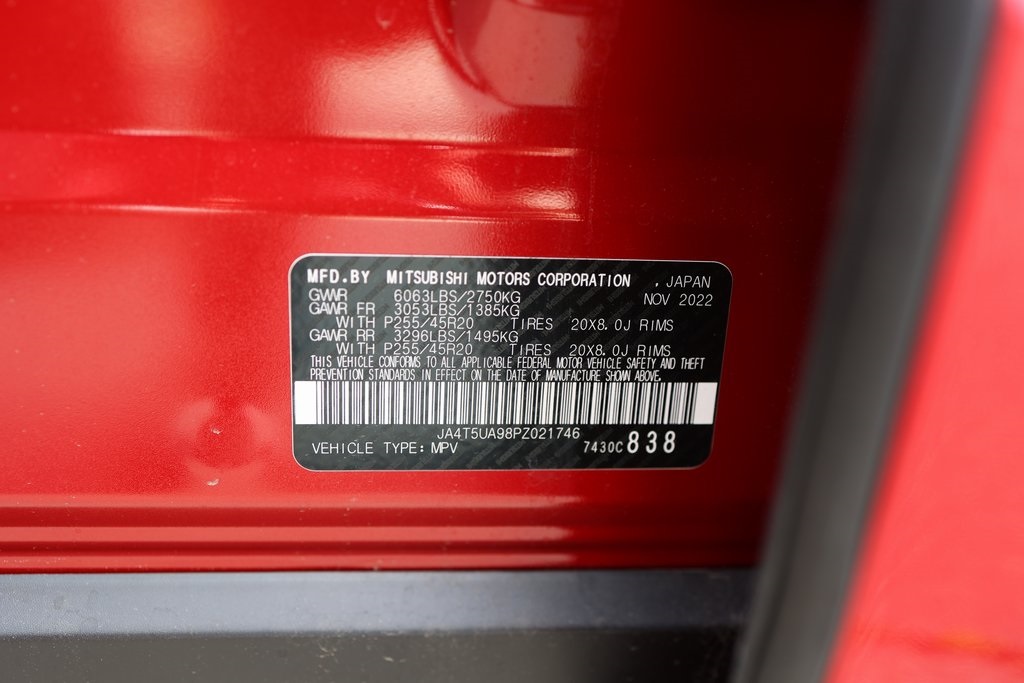 MFD.BY MITSUBISHI MOTORS CORPORATION , JAPAN
GVWR 6063LBS/2750KG NOV 2022
GAWR FR 3053LBS/1385KG
WITH P255/45R20 TIRES 20X8.0J RIMS
GAWR RR 3296LBS/1495KG
WITH P255/45R20 TIRES 20X8.0J RIMS
THIS VEHICLE CONFORMS TO ALL APPLICABLE FEDERAL MOTOR VEHICLE SAFETY AND THEFT
PREVENTION STANDARDS IN EFFECT ON THE DATE OF MANUFACTURE SHOWN ABOVE.
JA4T5UA98PZ021746
VEHICLE TYPE: MPV 7430C 838